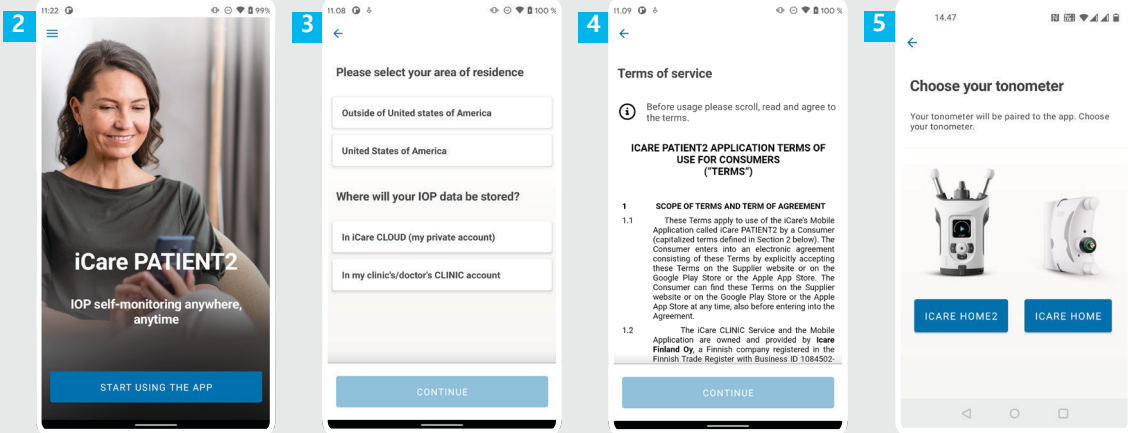 2
11:22
99%
iCare PATIENT2
IOP self-monitoring anywhere,
anytime
START USING THE APP
3
11.08
100 %
Please select your area of residence
Outside of United states of America
United States of America
Where will your IOP data be stored?
In iCare CLOUD (my private account)
In my clinic's/doctor's CLINIC account
CONTINUE
4
11.09
100 %
Terms of service
Before usage please scroll, read and agree to
the terms.
ICARE PATIENT2 APPLICATION TERMS OF
USE FOR CONSUMERS
("TERMS")
1 SCOPE OF TERMS AND TERM OF AGREEMENT
1.1 These Terms apply to use of the iCare's Mobile
Application called iCare PATIENT2 by a Consumer
(capitalized terms defined in Section 2 below). The
Consumer enters into an electronic agreement
consisting of these Terms by explicitly accepting
these Terms on the Supplier website or on the
Google Play Store or the Apple App Store. The
Consumer can find these Terms on the Supplier
website or on the Google Play Store or the Apple
App Store at any time, also before entering into the
Agreement.
1.2 The iCare CLINIC Service and the Mobile
Application are owned and provided by Icare
Finland Oy, a Finnish company registered in the
Finnish Trade Register with Business ID 1084502-
CONTINUE
5
14.47
Choose your tonometer
Your tonometer will be paired to the app. Choose
your tonometer.
ICARE HOME2
ICARE HOME